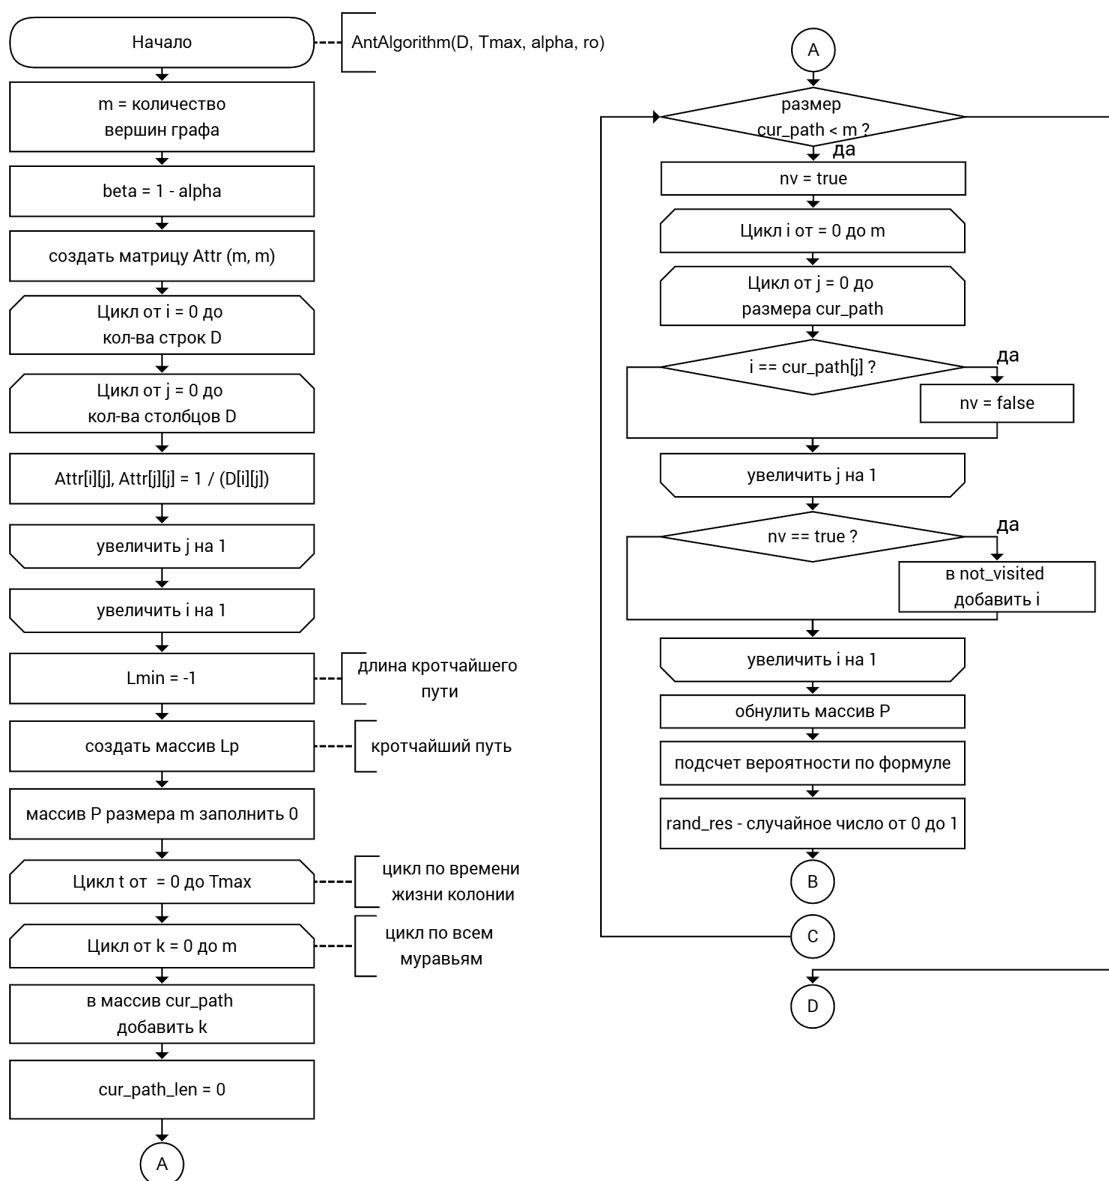 Начало
AntAlgorithm(D, Tmax, alpha, ro)
m = количество
вершин графа
beta = 1 - alpha
создать матрицу Attr (m, m)
Цикл от i = 0 до
кол-ва строк D
Цикл от j = 0 до
кол-ва столбцов D
Attr[i][j], Attr[j][j] = 1 / (D[i][j])
увеличить j на 1
увеличить i на 1
Lmin = -1
длина кротчайшего
пути
создать массив Lp
кротчайший путь
массив P размера m заполнить 0
Цикл t от = 0 до Tmax
цикл по времени
жизни колонии
Цикл от k = 0 до m
цикл по всем
муравьям
в массив cur_path
добавить k
cur_path_len = 0
A
A
размер
cur_path < m ?
да
nv = true
Цикл i от = 0 до m
Цикл от j = 0 до
размера cur_path
i == cur_path[j] ?
да
nv = false
увеличить j на 1
nv == true ?
да
в not_visited
добавить i
увеличить i на 1
обнулить массив P
подсчет вероятности по формуле
rand_res - случайное число от 0 до 1
B
C
D